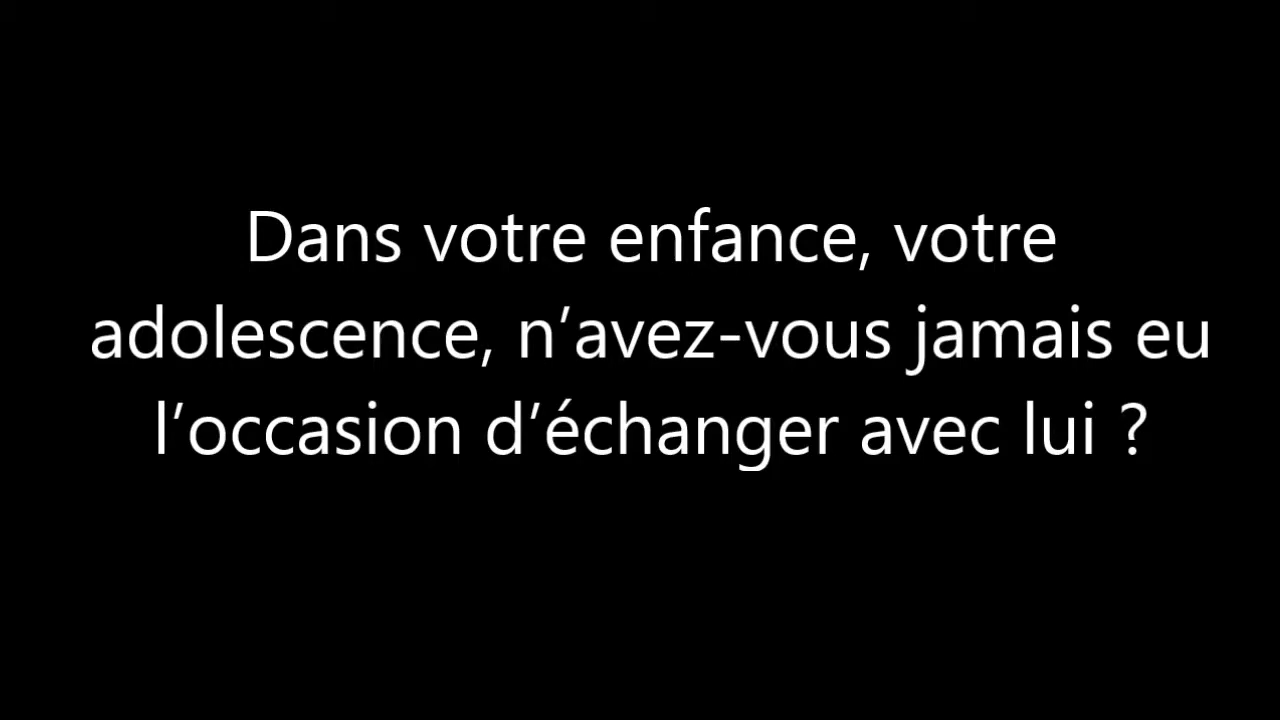 Dans votre enfance, votre
adolescence, n’avez-vous jamais eu
l’occasion d’échanger avec lui ?